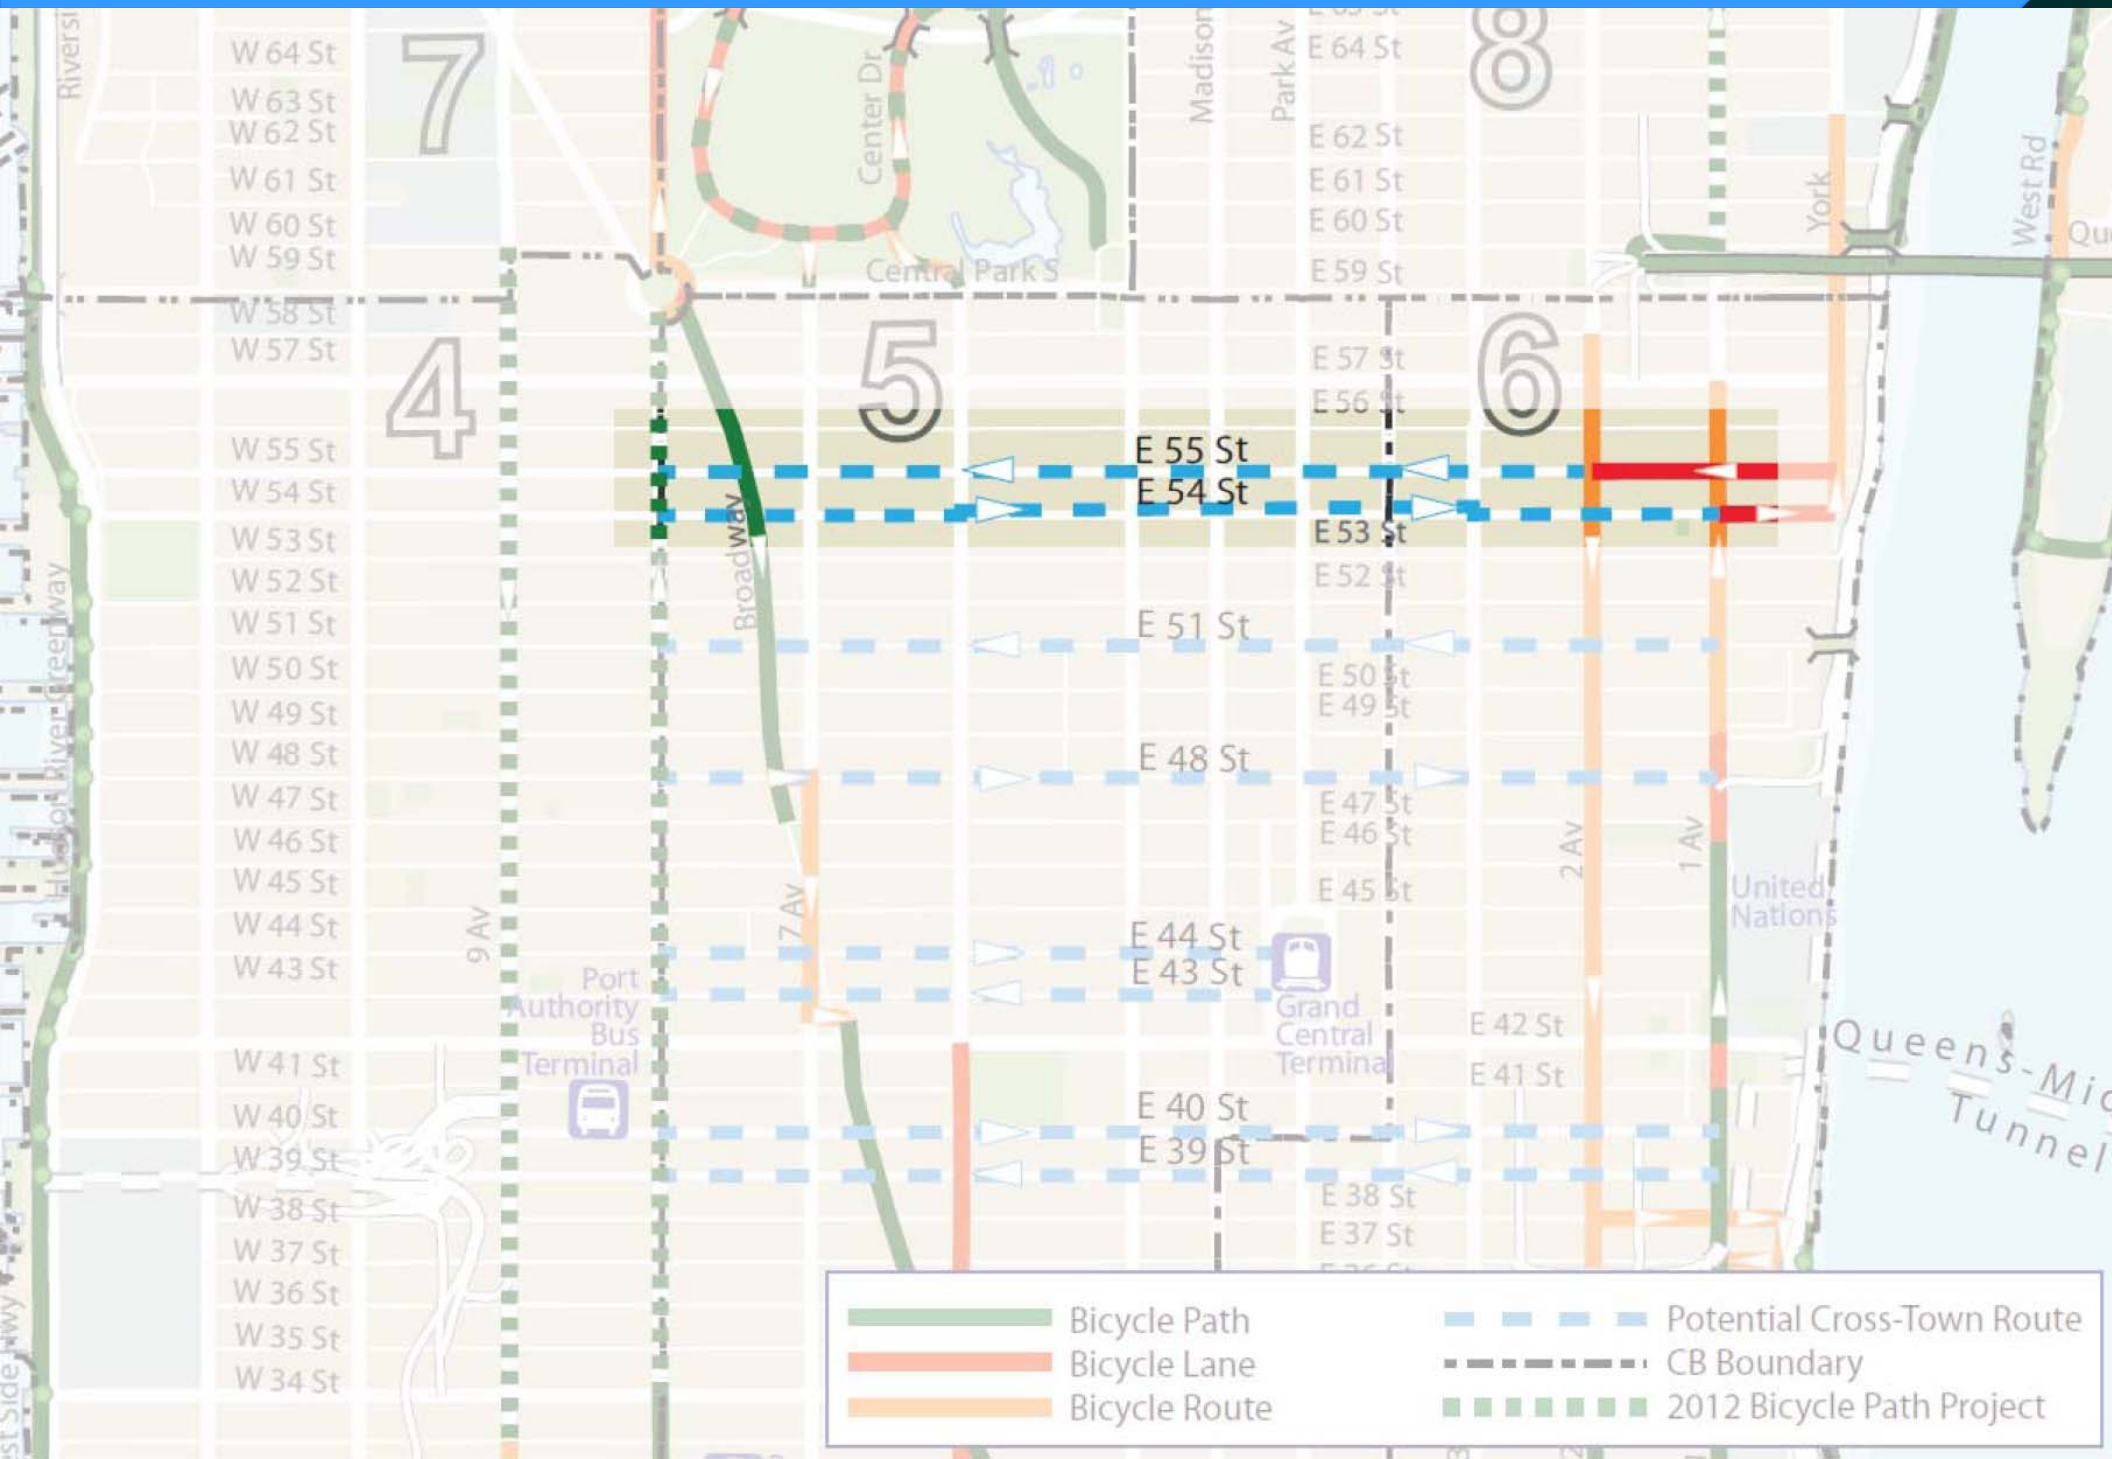 Riversi
W 64 St
7
Center Dr
Madison
Park Av
E 64 St
8
W 63 St
W 62 St
E 62 St
W 61 St
E 61 St
York
West Rd
W 60 St
E 60 St
Qu
W 59 St
Central Park S
E 59 St
W 58 St
W 57 St
4
5
E 57 St
6
E 56 St
W 55 St
E 55 St
W 54 St
E 54 St
Broadway
W 53 St
E 53 St
W 52 St
E 52 St
Hudson River Greenway
W 51 St
E 51 St
W 50 St
E 50 St
W 49 St
E 49 St
W 48 St
E 48 St
W 47 St
E 47 St
W 46 St
E 46 St
2 Av
1 Av
W 45 St
E 45 St
United
Nations
9 Av
7 Av
W 44 St
E 44 St
W 43 St
E 43 St
Port
Authority
Bus
Terminal
Grand
Central
Terminal
E 42 St
Queens-Mid
Tunnel
W 41 St
E 41 St
W 40 St
E 40 St
W 39 St
E 39 St
W 38 St
E 38 St
W 37 St
E 37 St
W 36 St
W 35 St
W 34 St
est Side Hwy
Bicycle Path
Bicycle Lane
Bicycle Route
Potential Cross-Town Route
CB Boundary
2012 Bicycle Path Project